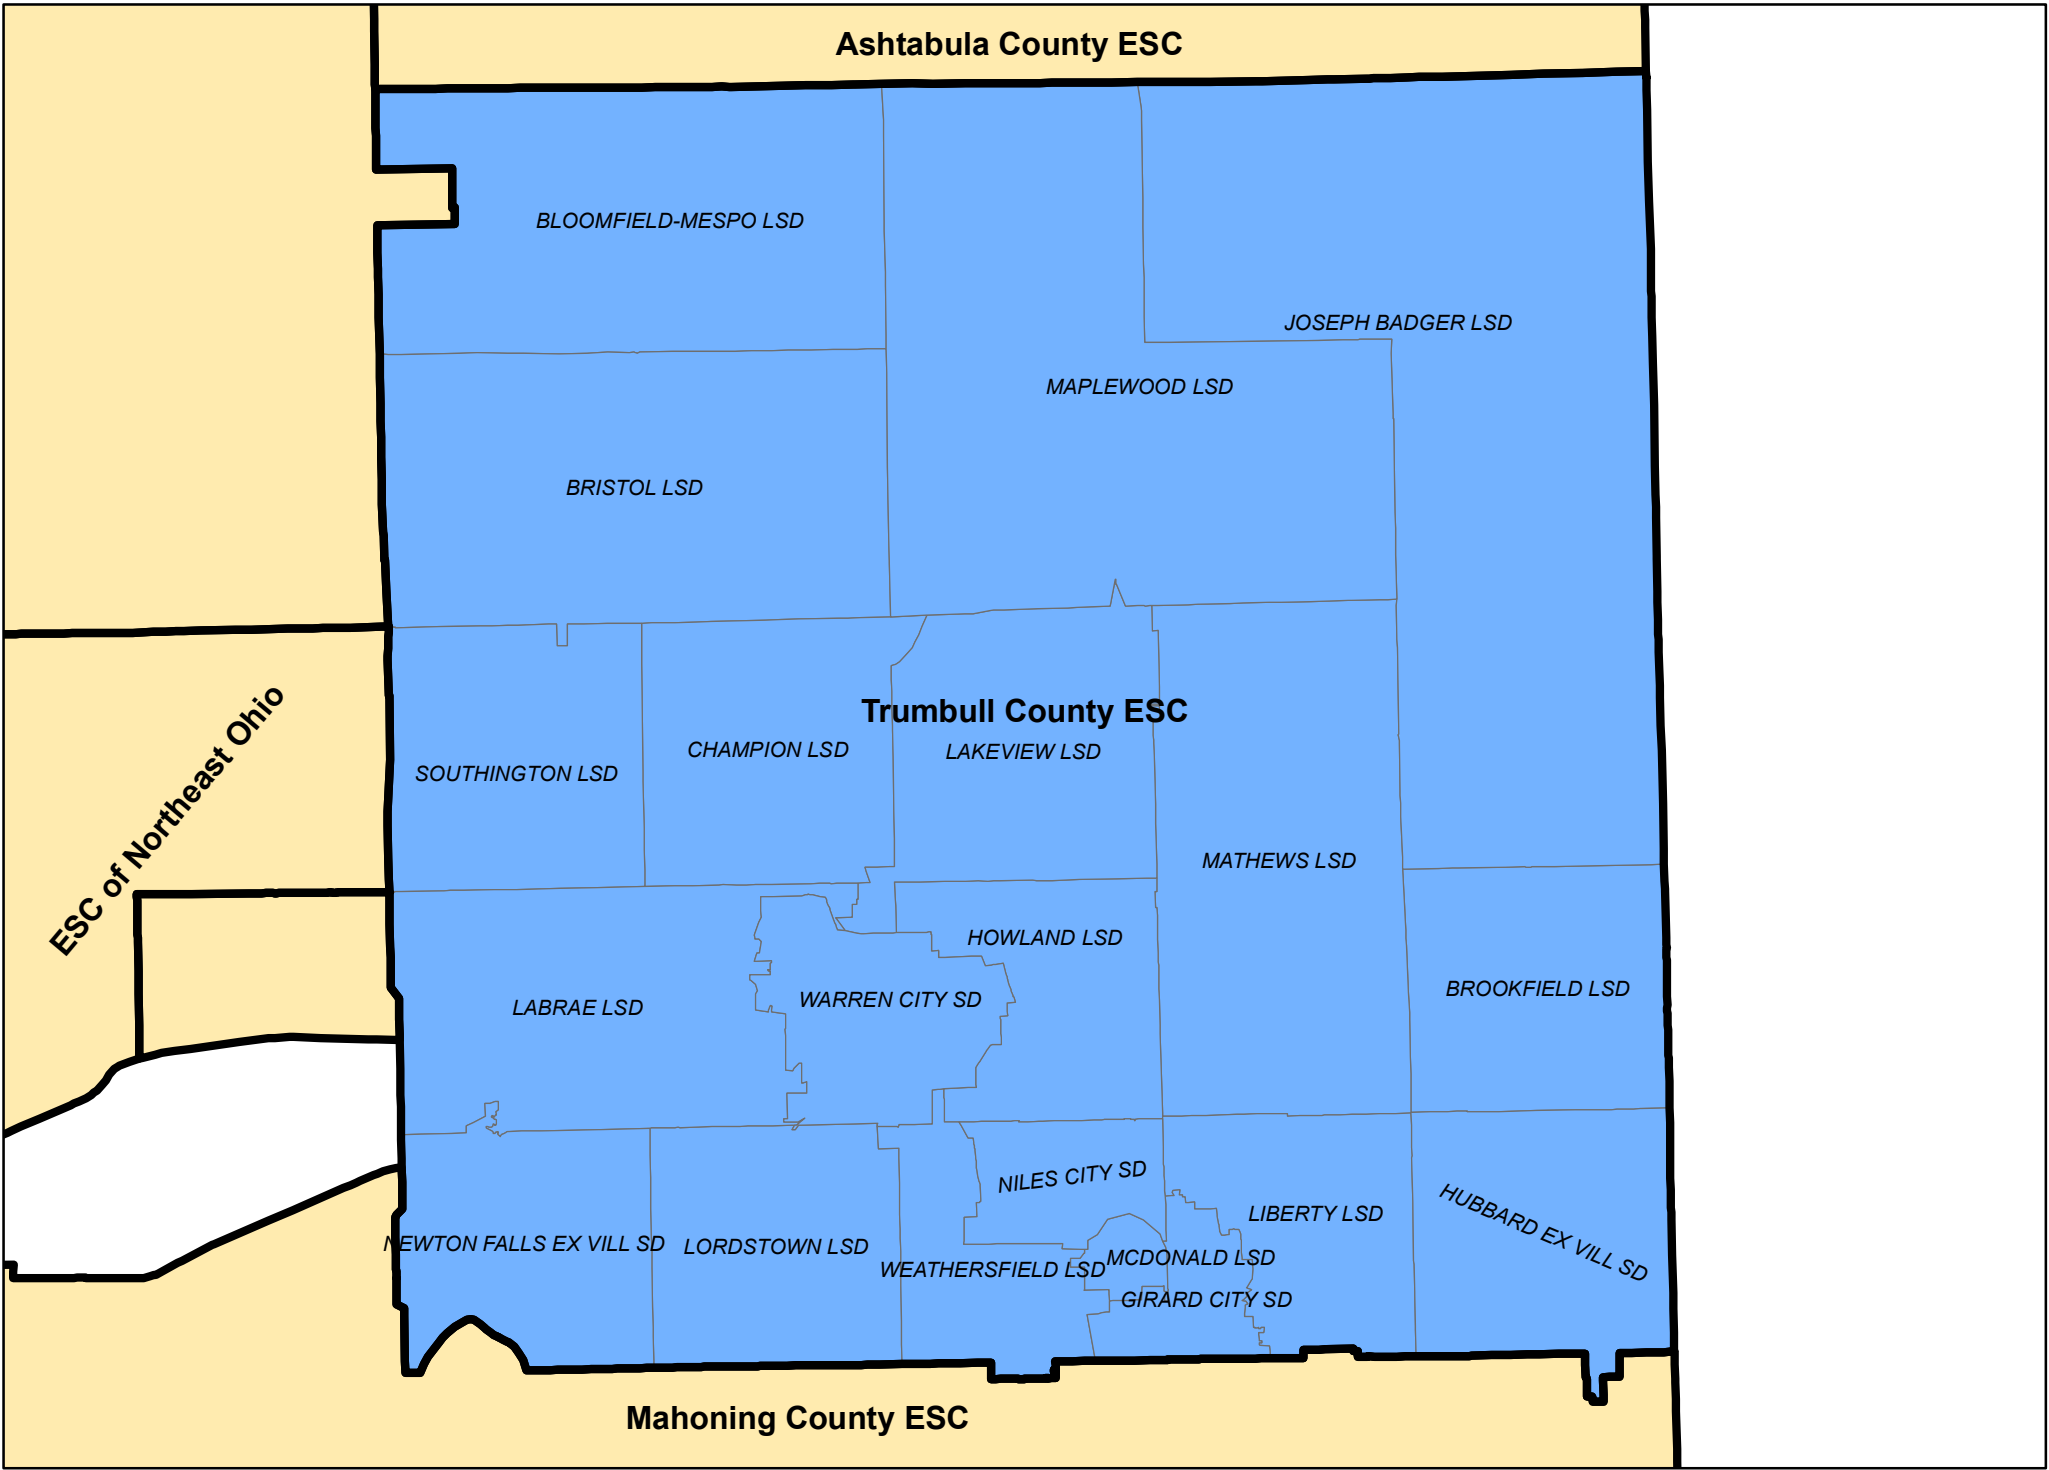 Ashtabula County ESC
BLOOMFIELD-MESPO LSD
JOSEPH BADGER LSD
MAPLEWOOD LSD
BRISTOL LSD
Trumbull County ESC
ESC of Northeast Ohio
CHAMPION LSD
LAKEVIEW LSD
SOUTHINGTON LSD
MATHEWS LSD
HOWLAND LSD
BROOKFIELD LSD
WARREN CITY SD
LABRAE LSD
NILES CITY SD
LIBERTY LSD
HUBBARD EX VILL SD
NEWTON FALLS EX VILL SD
LORDSTOWN LSD
MCDONALD LSD
WEATHERSFIELD LSD
GIRARD CITY SD
Mahoning County ESC